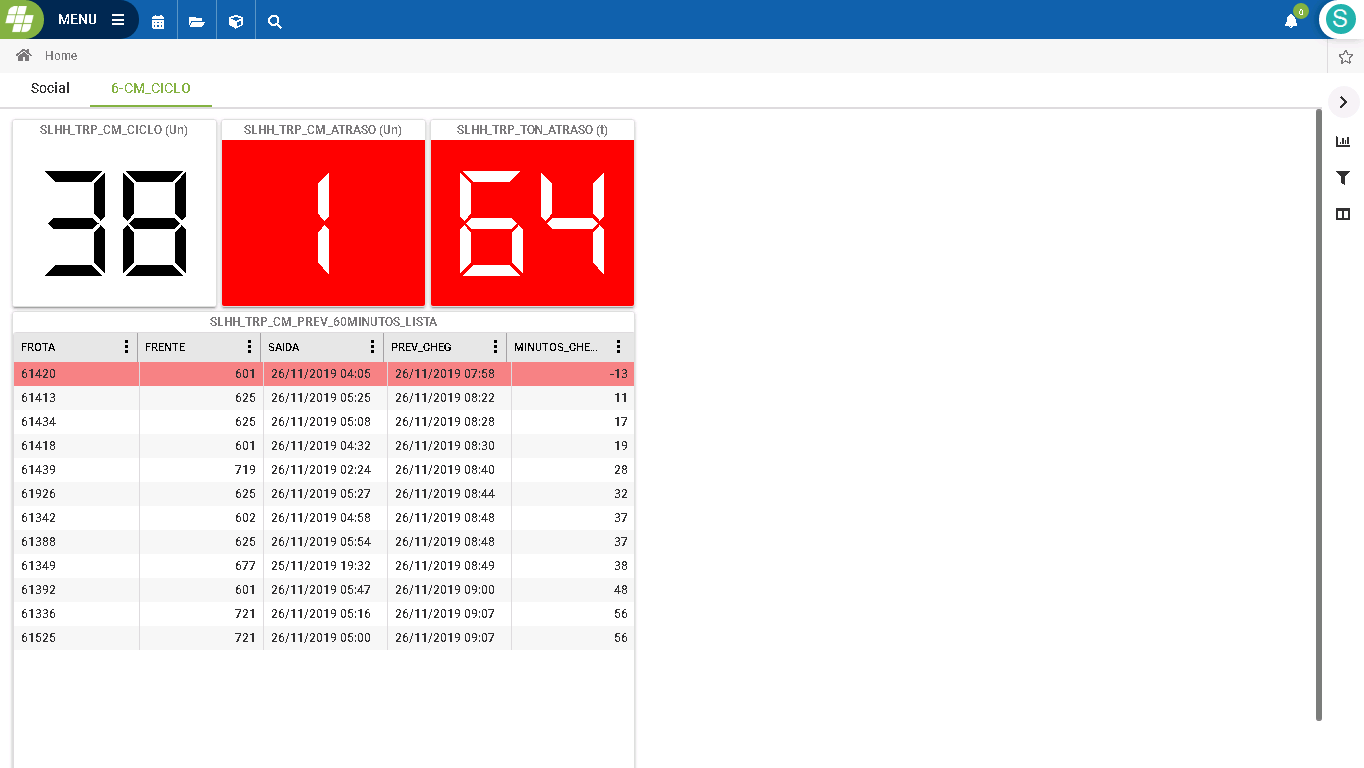 MENU
0
S
Home
Social 6-CM_CICLO
SLHH_TRP_CM_CICLO (Un) SLHH_TRP_CM_ATRASO (Un) SLHH_TRP_TON_ATRASO (t)
38 1 64
SLHH_TRP_CM_PREV_60MINUTOS_LISTA
FROTA FRENTE SAIDA PREV_CHEG MINUTOS_CHE...
61420 601 26/11/2019 04:05 26/11/2019 07:58 -13
61413 625 26/11/2019 05:25 26/11/2019 08:22 11
61434 625 26/11/2019 05:08 26/11/2019 08:28 17
61418 601 26/11/2019 04:32 26/11/2019 08:30 19
61439 719 26/11/2019 02:24 26/11/2019 08:40 28
61926 625 26/11/2019 05:27 26/11/2019 08:44 32
61342 602 26/11/2019 04:58 26/11/2019 08:48 37
61388 625 26/11/2019 05:54 26/11/2019 08:48 37
61349 677 25/11/2019 19:32 26/11/2019 08:49 38
61392 601 26/11/2019 05:47 26/11/2019 09:00 48
61336 721 26/11/2019 05:16 26/11/2019 09:07 56
61525 721 26/11/2019 05:00 26/11/2019 09:07 56